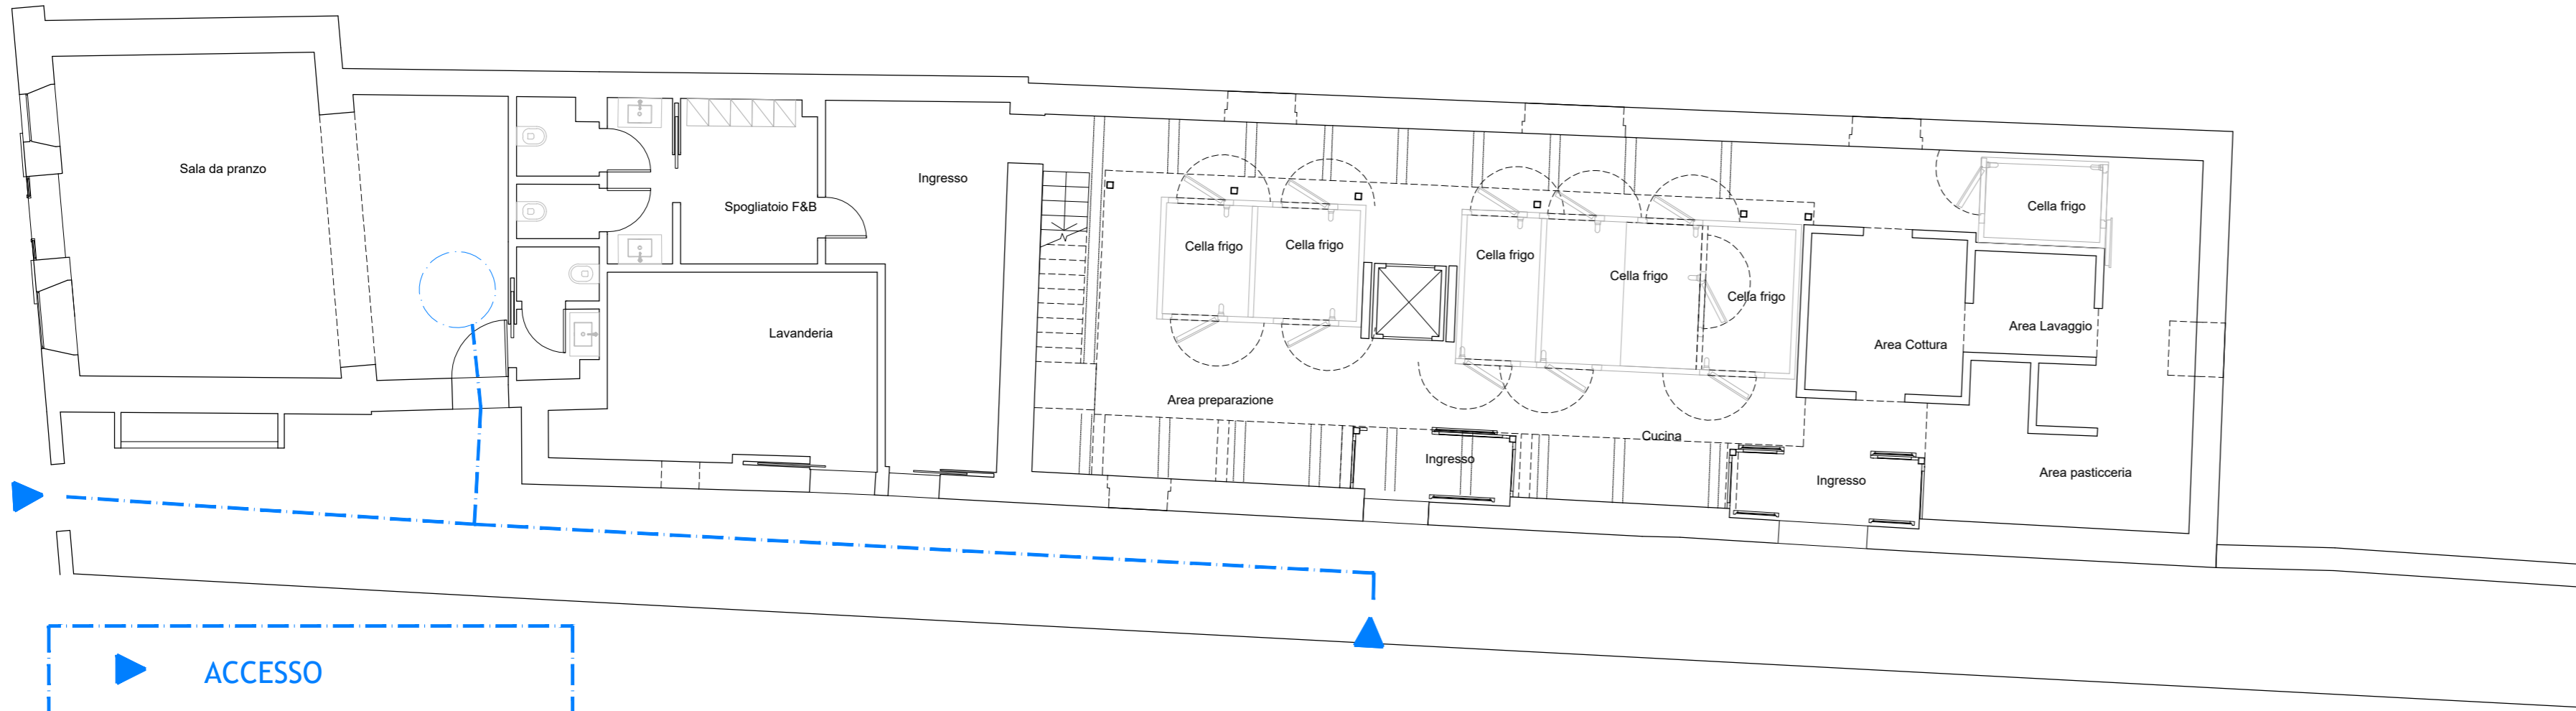 Sala da pranzo
Spogliatoio F&B
Ingresso
Lavanderia
Cella frigo
Cella frigo
Cella frigo
Cella frigo
Cella frigo
Cella frigo
Area Cottura
Area Lavaggio
Area preparazione
Cucina
Ingresso
Ingresso
Area pasticceria
ACCESSO